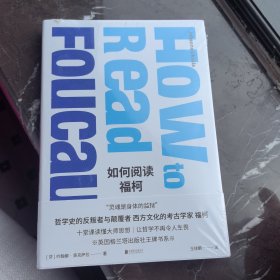 HOW to
Read
FOUCAU
如何阅读
福柯
“灵魂是身体的监狱”
哲学史的反叛者与颠覆者 西方文化的考古学家 福柯
十堂课读懂大师思想｜让哲学不再令人生畏
※英国格兰塔出版社王牌书系※